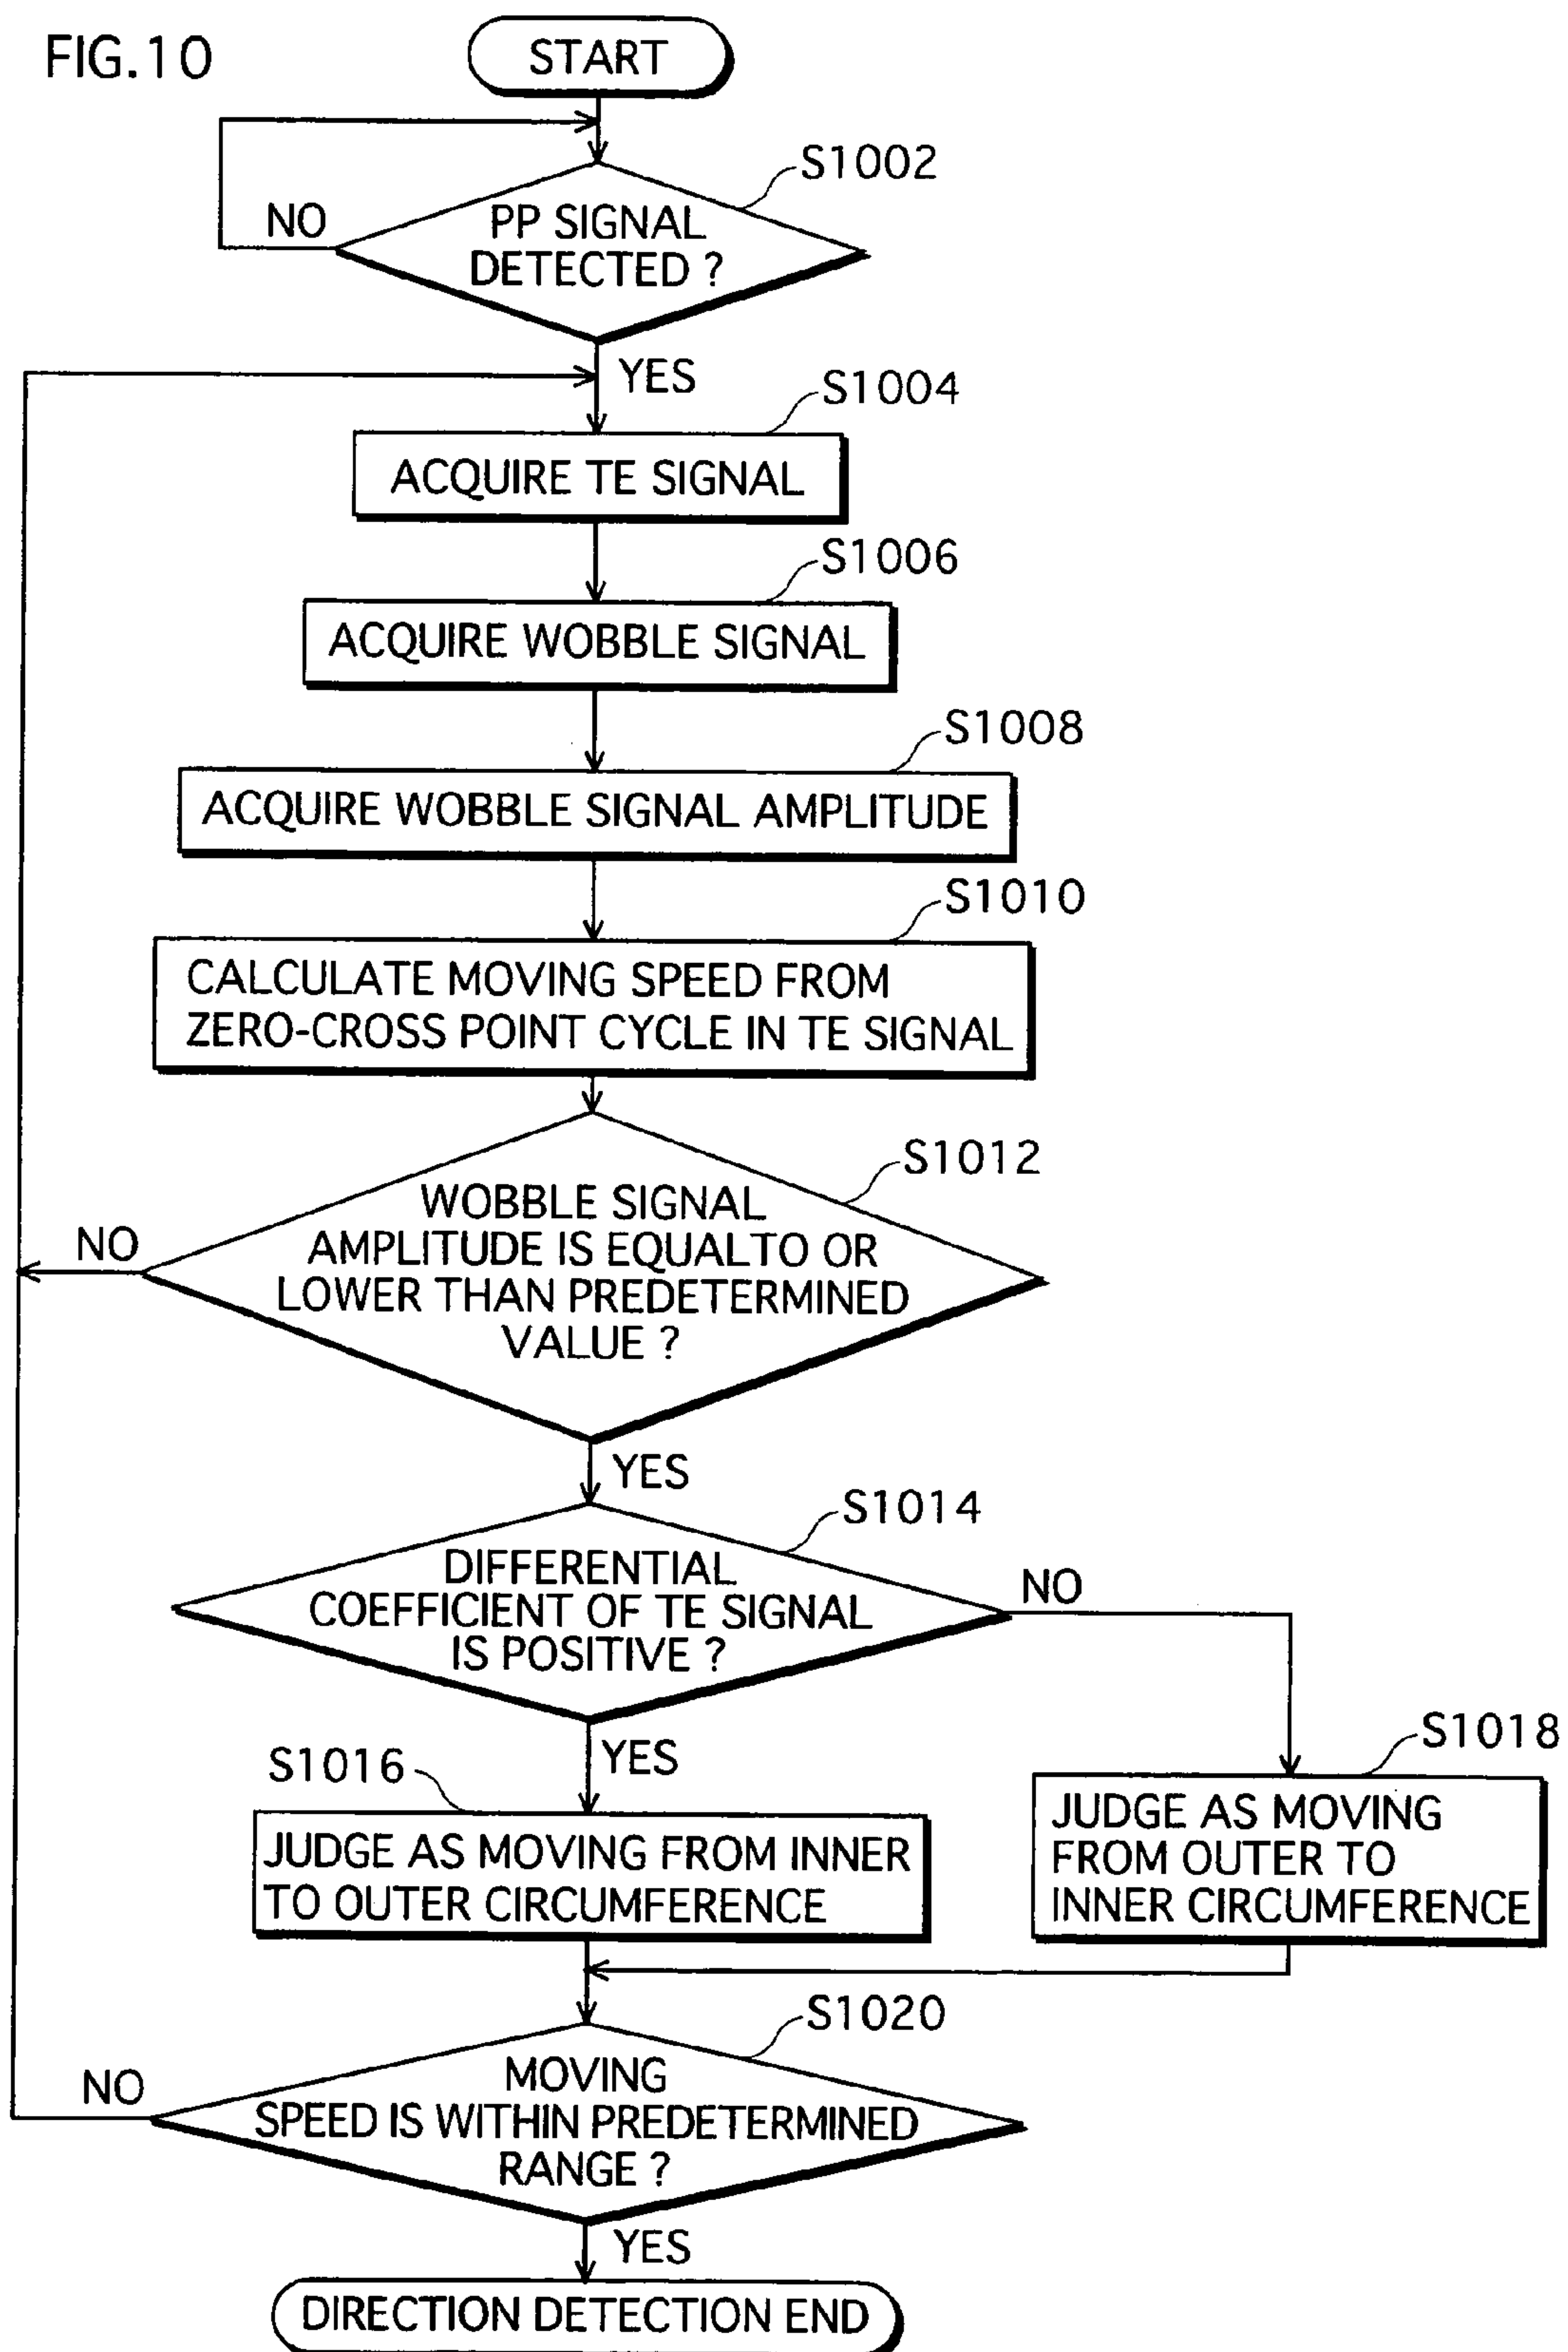 FIG.10
START
S1002
NO
PP SIGNAL
DETECTED ?
YES
S1004
ACQUIRE TE SIGNAL
S1006
ACQUIRE WOBBLE SIGNAL
S1008
ACQUIRE WOBBLE SIGNAL AMPLITUDE
S1010
CALCULATE MOVING SPEED FROM
ZERO-CROSS POINT CYCLE IN TE SIGNAL
S1012
NO
WOBBLE SIGNAL
AMPLITUDE IS EQUALTO OR
LOWER THAN PREDETERMINED
VALUE ?
YES
S1014
DIFFERENTIAL
COEFFICIENT OF TE SIGNAL
IS POSITIVE ?
NO
YES
S1016
JUDGE AS MOVING FROM INNER
TO OUTER CIRCUMFERENCE
S1018
JUDGE AS MOVING
FROM OUTER TO
INNER CIRCUMFERENCE
S1020
NO
MOVING
SPEED IS WITHIN PREDETERMINED
RANGE ?
YES
DIRECTION DETECTION END